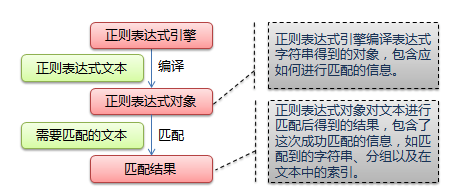 正则表达式引擎
正则表达式文本
编译
正则表达式对象
需要匹配的文本
匹配
匹配结果
正则表达式引擎编译表达式
字符串得到的对象，包含应
如何进行匹配的信息。
正则表达式对象对文本进行
匹配后得到的结果，包含了
这次成功匹配的信息，如匹
配到的字符串、分组以及在
文本中的索引。